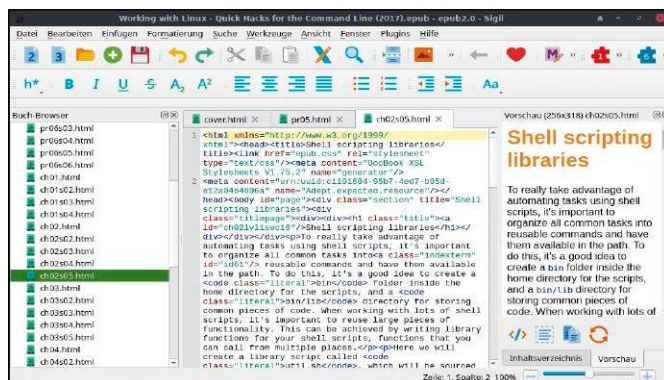 Working with Linux - Quick Hacks for the Command Line (2017).epub - epub2.0 - Sigil
Datei Bearbeiten Einfügen Formatierung Suche Werkzeuge Ansicht Fenster Plugins Hilfe
h* B I U S A₂ A² Aa
Buch-Browser
pr06s03.html
pr06s04.html
pr06s05.html
pr06s06.html
ch01.html
ch01s02.html
ch01s03.html
ch01s04.html
ch02.html
ch02s02.html
ch02s03.html
ch02s04.html
ch02s05.html
ch03.html
ch03s02.html
ch03s03.html
ch03s04.html
ch03s05.html
ch04.html
ch04s02.html
cover.html pr05.html ch02s05.html
1 <html xmlns="http://www.w3.org/1999/
xhtml"><head><title>Shell scripting libraries</
title><link href="epub.css" rel="stylesheet"
type="text/css"/><meta content="DocBook XSL
Stylesheets V1.75.2" name="generator"/>
2 <meta
name="Adept.expected.resource"/></
head><body id="page"><div class="section" title="Shell
scripting libraries"><div
class="titlepage"><div><div><h1 class="title"><a
Shell scripting libraries</h1></
div></div></div><p>To really take advantage of
automating tasks using shell scripts, it's important
to organize all common tasks into<a class="indexterm"
reusable commands and have them available
in the path. To do this, it's a good idea to create a
<code class="literal">bin</code> folder inside the
home directory for the scripts, and a <code
class="literal">bin/lib</code> directory for storing
common pieces of code. When working with lots of shell
scripts, it's important to reuse large pieces of
functionality. This can be achieved by writing library
functions for your shell scripts, functions that you
can call from multiple places.</p><p>Here we will
create a library script called <code
class="literal">util.sh</code>, which will be sourced
Vorschau (256x318) ch02s05.html
Shell scripting
libraries
To really take advantage of
automating tasks using shell
scripts, it's important to
organize all common tasks into
reusable commands and have
them available in the path. To
do this, it's a good idea to
create a bin folder inside the
home directory for the scripts,
and a bin/lib directory for
storing common pieces of
code. When working with lots of
Inhaltsverzeichnis Vorschau
Zeile: 1, Spalte: 2 100%